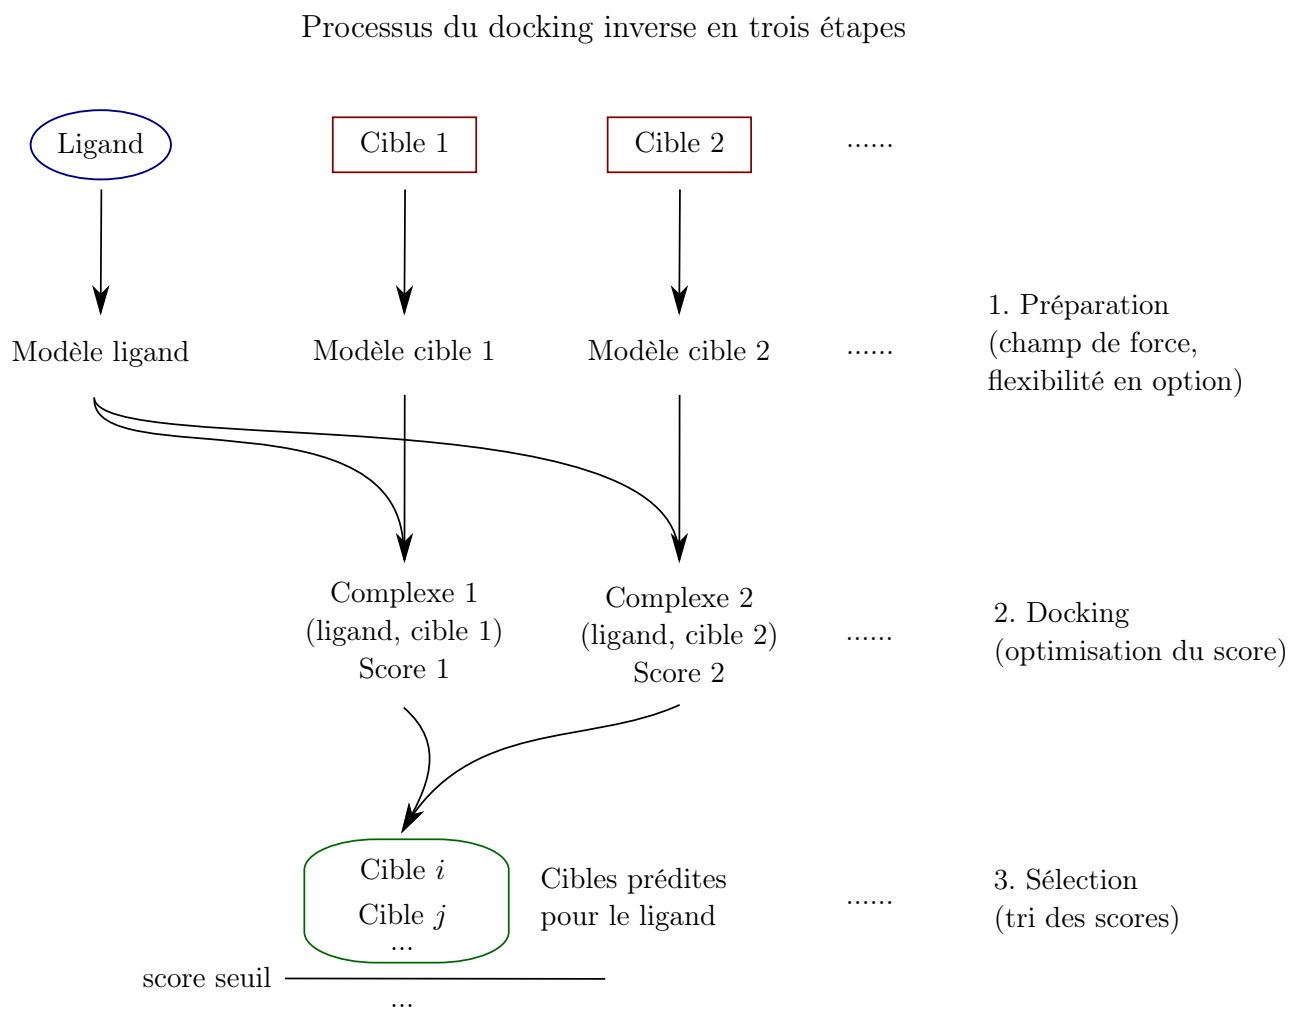 Processus du docking inverse en trois étapes
Ligand
Cible 1
Cible 2
......
Modèle ligand
Modèle cible 1
Modèle cible 2
......
1. Préparation
(champ de force,
flexibilité en option)
Complexe 1
(ligand, cible 1)
Score 1
Complexe 2
(ligand, cible 2)
Score 2
......
2. Docking
(optimisation du score)
Cible i
Cible j
...
Cibles prédites
pour le ligand
......
3. Sélection
(tri des scores)
score seuil
...